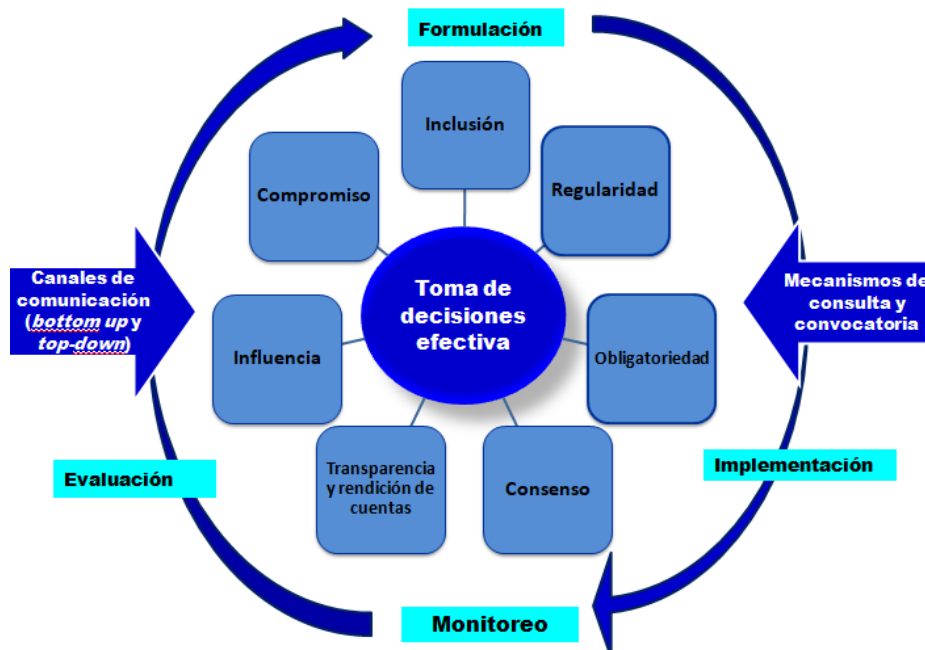 Formulación
Inclusión
Compromiso
Regularidad
Canales de
comunicación
(bottom up y
top-down)
Toma de
decisiones
efectiva
Mecanismos de
consulta y
convocatoria
Influencia
Obligatoriedad
Evaluación
Transparencia
y rendición de
cuentas
Consenso
Implementación
Monitoreo